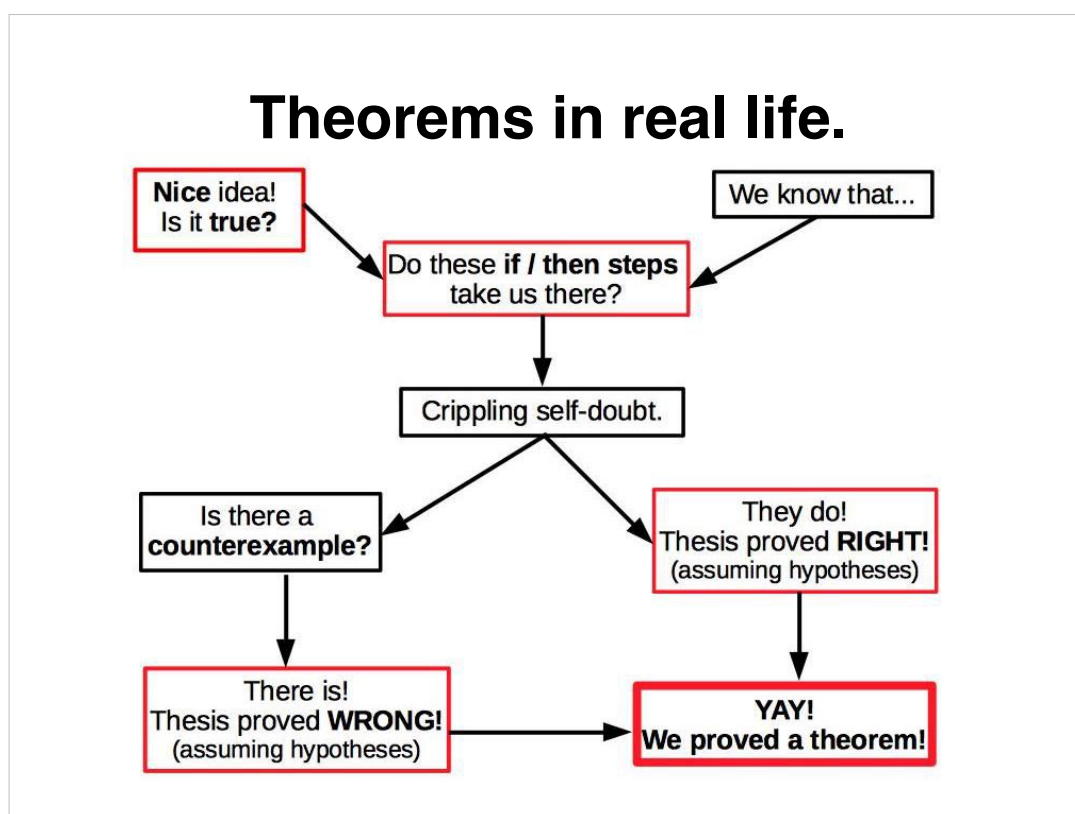 Theorems in real life.
Nice idea!
Is it true?
We know that...
Do these if / then steps
take us there?
Crippling self-doubt.
Is there a
counterexample?
They do!
Thesis proved RIGHT!
(assuming hypotheses)
There is!
Thesis proved WRONG!
(assuming hypotheses)
YAY!
We proved a theorem!